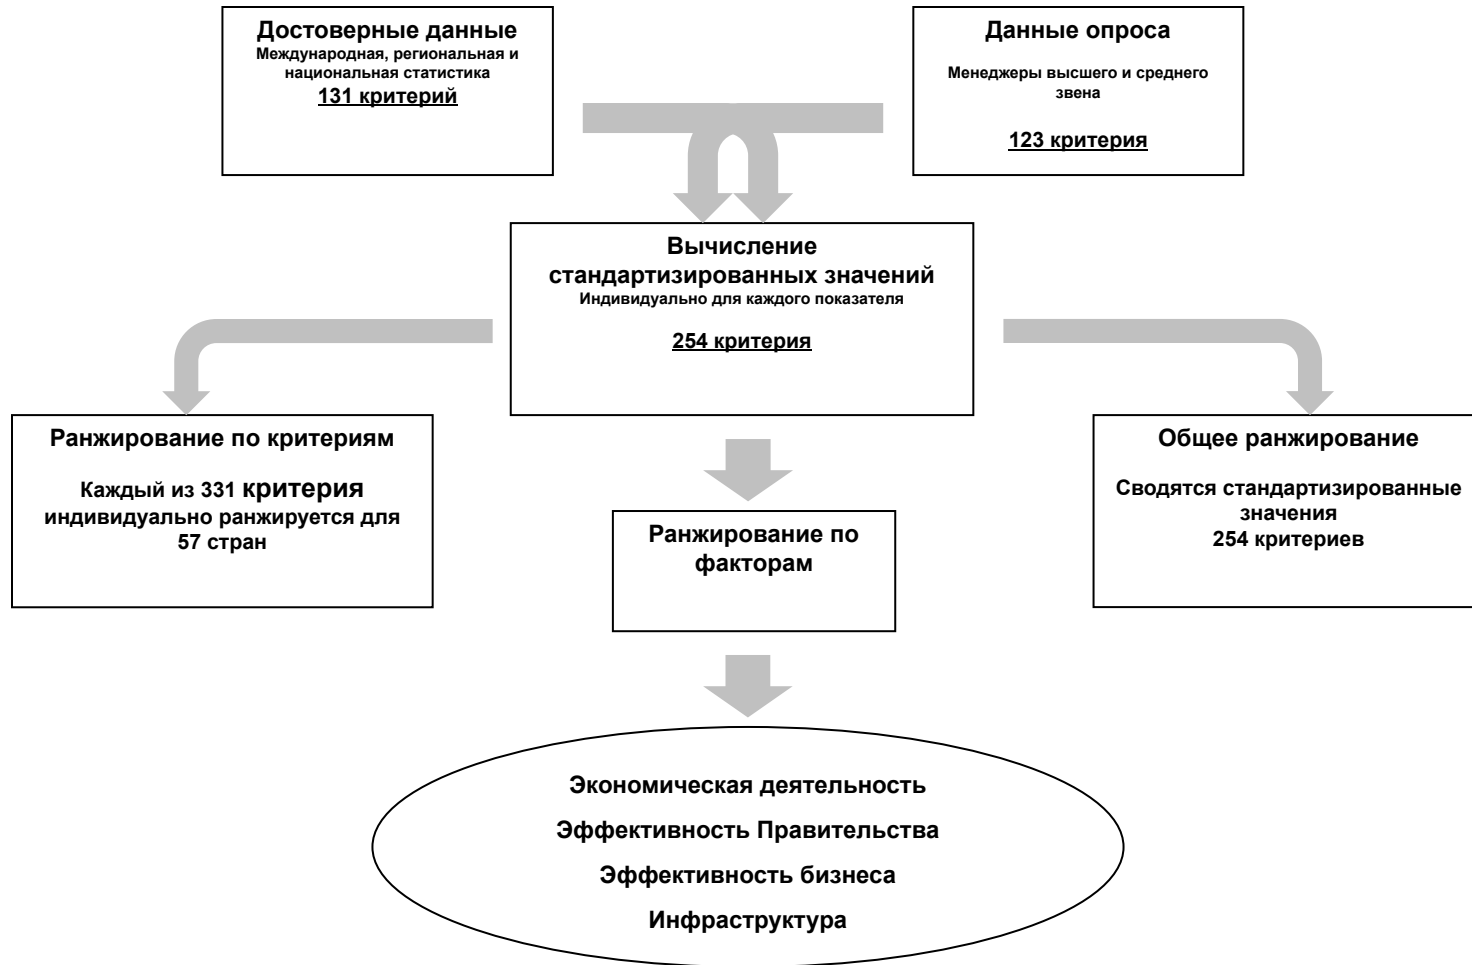 Достоверные данные
Международная, региональная и
национальная статистика
131 критерий
Данные опроса
Менеджеры высшего и среднего
звена
123 критерия
Вычисление
стандартизированных значений
Индивидуально для каждого показателя
254 критерия
Ранжирование по критериям
Каждый из 331 критерия
индивидуально ранжируется для
57 стран
Ранжирование по
факторам
Общее ранжирование
Сводятся стандартизированные
значения
254 критериев
Экономическая деятельность
Эффективность Правительства
Эффективность бизнеса
Инфраструктура